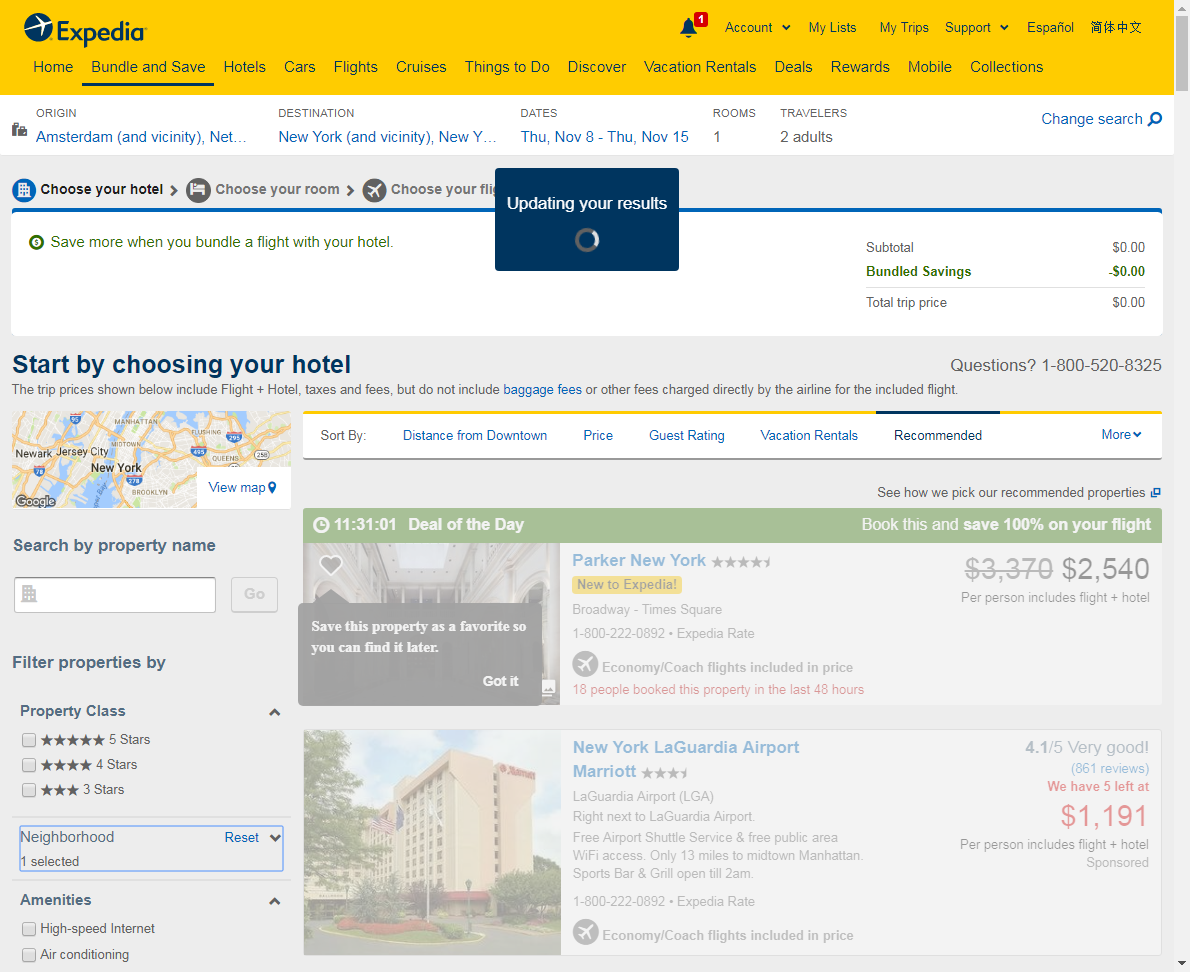 Expedia
1
Account
My Lists
My Trips
Support
Español
简体中文
Home
Bundle and Save
Hotels
Cars
Flights
Cruises
Things to Do
Discover
Vacation Rentals
Deals
Rewards
Mobile
Collections
ORIGIN
Amsterdam (and vicinity), Net...
DESTINATION
New York (and vicinity), New Y...
DATES
Thu, Nov 8 - Thu, Nov 15
ROOMS
1
TRAVELERS
2 adults
Change search
Choose your hotel
Choose your room
Choose your flig
Updating your results
Save more when you bundle a flight with your hotel.
Subtotal $0.00
Bundled Savings -$0.00
Total trip price $0.00
Start by choosing your hotel
Questions? 1-800-520-8325
The trip prices shown below include Flight + Hotel, taxes and fees, but do not include baggage fees or other fees charged directly by the airline for the included flight.
MANHATTAN
FLUSHING
MIDTOWN
QUEENS
Newark
Jersey City
New York
BROOKLYN
95
295
495
258
78
278
Google
View map
Sort By:
Distance from Downtown
Price
Guest Rating
Vacation Rentals
Recommended
More
See how we pick our recommended properties
Search by property name
Go
Filter properties by
Property Class
5 Stars
4 Stars
3 Stars
Neighborhood
Reset
1 selected
Amenities
High-speed Internet
Air conditioning
11:31:01 Deal of the Day
Book this and save 100% on your flight
Save this property as a favorite so
you can find it later.
Got it
Parker New York
New to Expedia!
Broadway - Times Square
1-800-222-0892 • Expedia Rate
Economy/Coach flights included in price
18 people booked this property in the last 48 hours
$3,370 $2,540
Per person includes flight + hotel
Marriott
New York LaGuardia Airport
Marriott
LaGuardia Airport (LGA)
Right next to LaGuardia Airport.
Free Airport Shuttle Service & free public area
WiFi access. Only 13 miles to midtown Manhattan.
Sports Bar & Grill open till 2am.
1-800-222-0892 • Expedia Rate
Economy/Coach flights included in price
4.1/5 Very good!
(861 reviews)
We have 5 left at
$1,191
Per person includes flight + hotel
Sponsored